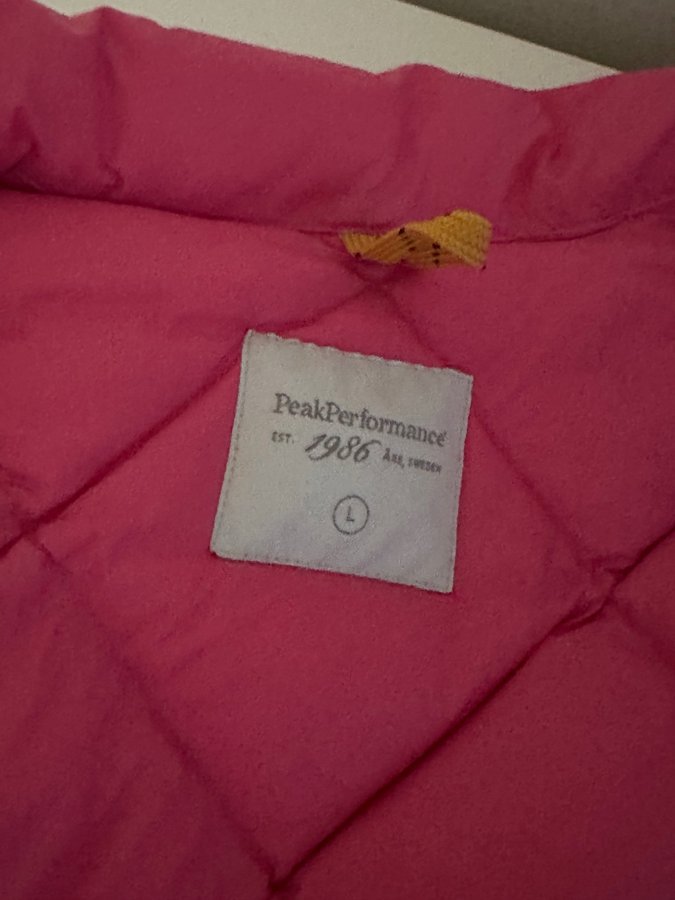 PeakPerformance
EST. 1986 ÅRE, SWEDEN
L